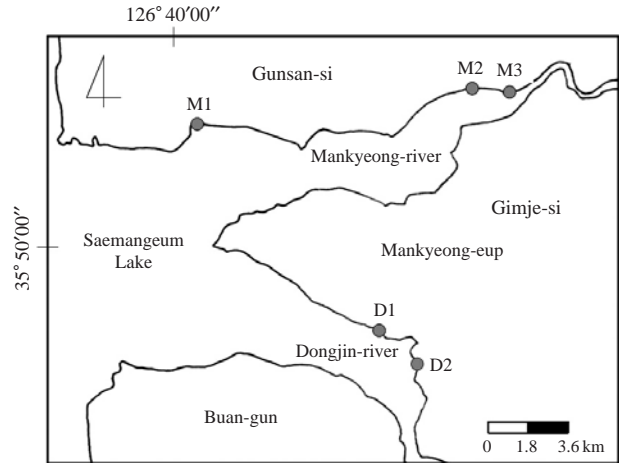 126° 40′00″
Gunsan-si
M2 M3
M1
Mankyeong-river
Gimje-si
35° 50′00″
Saemangeum
Lake
Mankyeong-eup
D1
Dongjin-river
D2
Buan-gun
0 1.8 3.6 km